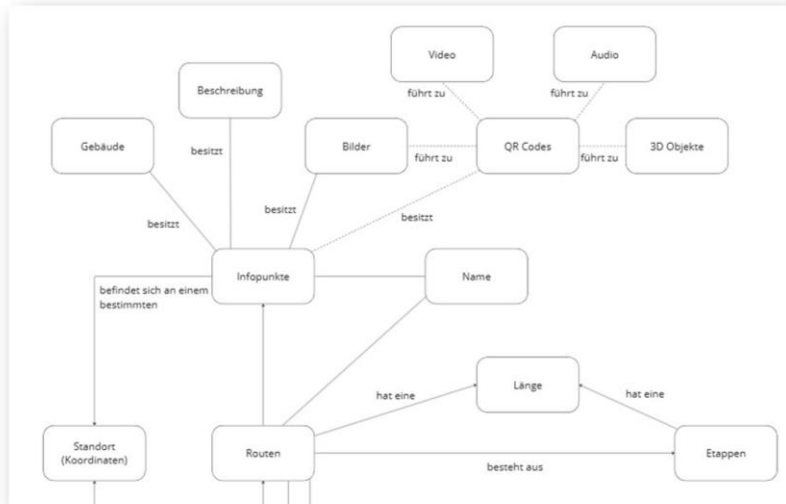 Video
Audio
Beschreibung
führt zu
führt zu
Gebäude
besitzt
Bilder
führt zu
QR Codes
führt zu
3D Objekte
besitzt
besitzt
besitzt
befindet sich an einem
bestimmten
Infopunkte
Name
hat eine
Länge
hat eine
Standort
(Koordinaten)
Routen
besteht aus
Etappen